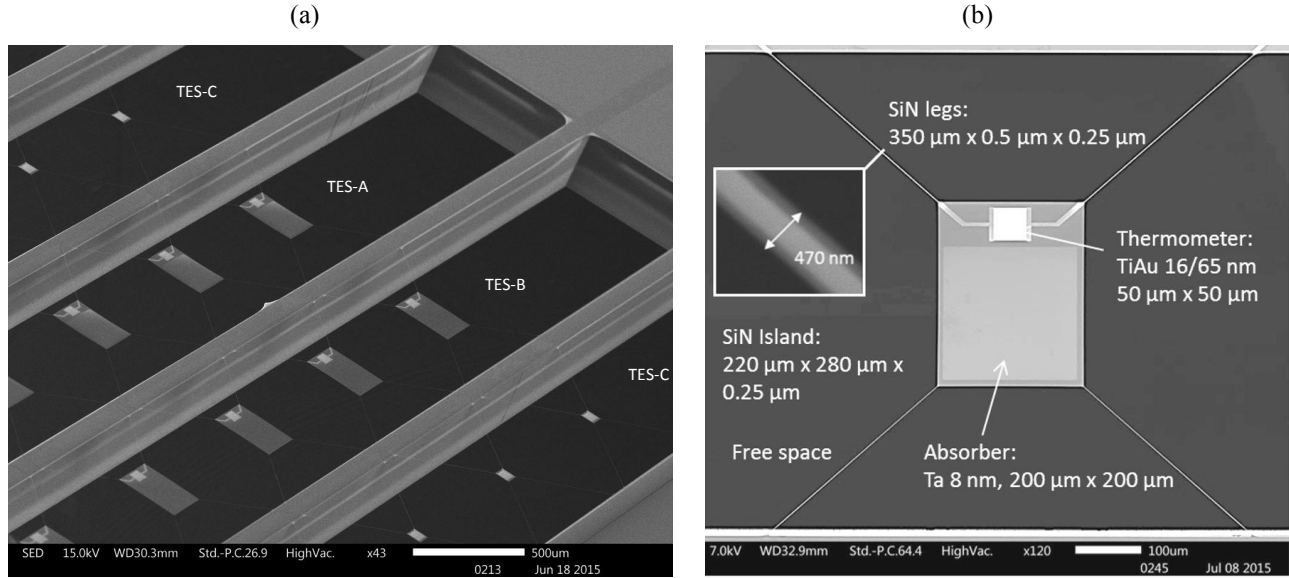 (a)
(b)
TES-C
TES-A
TES-B
TES-C
SED 15.0kV WD30.3mm Std.-P.C.26.9 HighVac. x43 500um
0213 Jun 18 2015
SiN legs:
350 µm x 0.5 µm x 0.25 µm
470 nm
Thermometer:
TiAu 16/65 nm
50 µm x 50 µm
SiN Island:
220 µm x 280 µm x
0.25 µm
Free space
Absorber:
Ta 8 nm, 200 µm x 200 µm
7.0kV WD32.9mm Std.-P.C.64.4 HighVac. x120 100um
0245 Jul 08 2015